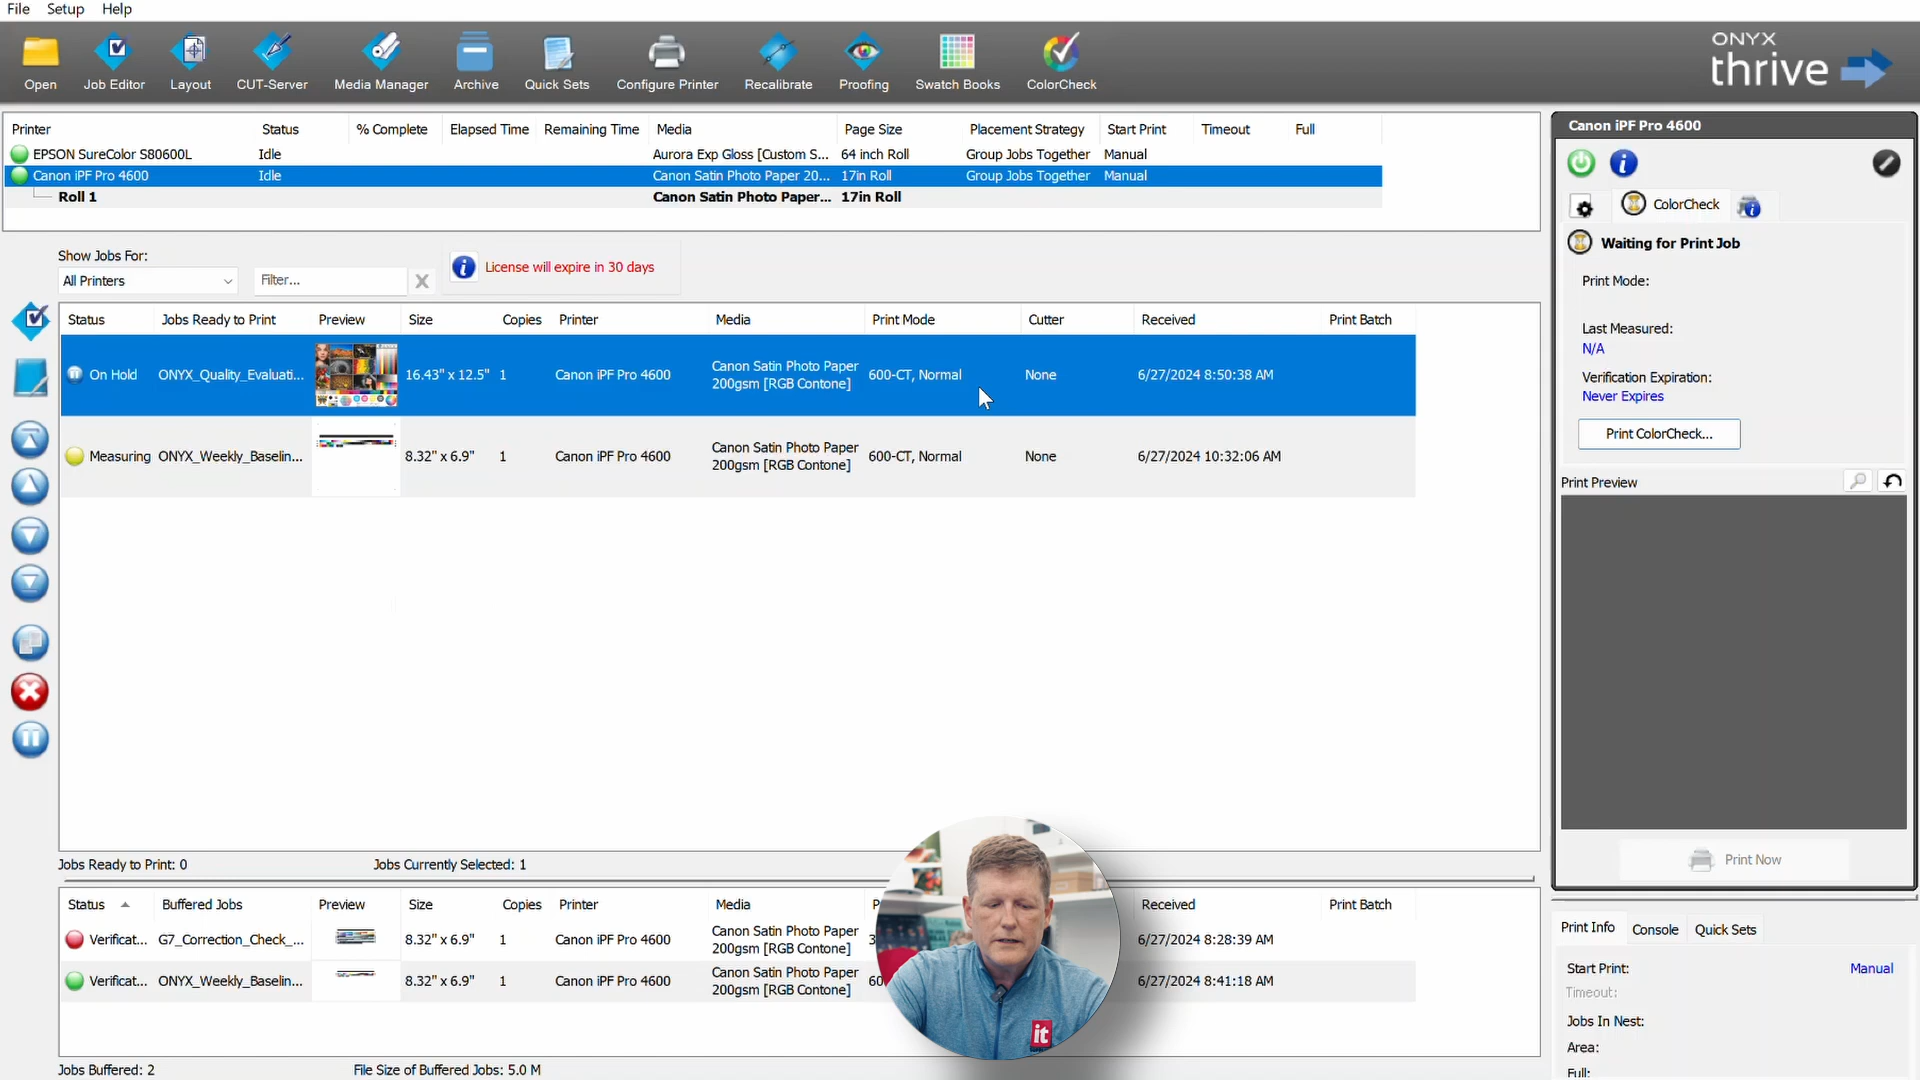 File Setup Help
Open Job Editor Layout CUT-Server Media Manager Archive Quick Sets Configure Printer Recalibrate Proofing Swatch Books ColorCheck
ONYX
thrive
Printer Status % Complete Elapsed Time Remaining Time Media Page Size Placement Strategy Start Print Timeout Full
EPSON SureColor S80600L Idle Aurora Exp Gloss [Custom S... 64 inch Roll Group Jobs Together Manual
Canon iPF Pro 4600 Idle Canon Satin Photo Paper 20... 17in Roll Group Jobs Together Manual
Roll 1 Canon Satin Photo Paper... 17in Roll
Show Jobs For:
All Printers Filter... X License will expire in 30 days
Status Jobs Ready to Print Preview Size Copies Printer Media Print Mode Cutter Received Print Batch
On Hold ONYX_Quality_Evaluati... 16.43" x 12.5" 1 Canon iPF Pro 4600 Canon Satin Photo Paper 200gsm [RGB Contone] 600-CT, Normal None 6/27/2024 8:50:38 AM
Measuring ONYX_Weekly_Baselin... 8.32" x 6.9" 1 Canon iPF Pro 4600 Canon Satin Photo Paper 200gsm [RGB Contone] 600-CT, Normal None 6/27/2024 10:32:06 AM
Jobs Ready to Print: 0 Jobs Currently Selected: 1
Status Buffered Jobs Preview Size Copies Printer Media P Received Print Batch
Verificat... G7_Correction_Check_... 8.32" x 6.9" 1 Canon iPF Pro 4600 Canon Satin Photo Paper 200gsm [RGB Contone] 3 6/27/2024 8:28:39 AM
Verificat... ONYX_Weekly_Baselin... 8.32" x 6.9" 1 Canon iPF Pro 4600 Canon Satin Photo Paper 200gsm [RGB Contone] 60 6/27/2024 8:41:18 AM
it
Jobs Buffered: 2 File Size of Buffered Jobs: 5.0 M
Canon iPF Pro 4600
ColorCheck
Waiting for Print Job
Print Mode:
Last Measured:
N/A
Verification Expiration:
Never Expires
Print ColorCheck...
Print Preview
Print Now
Print Info Console Quick Sets
Start Print: Manual
Timeout:
Jobs In Nest:
Area:
Full: